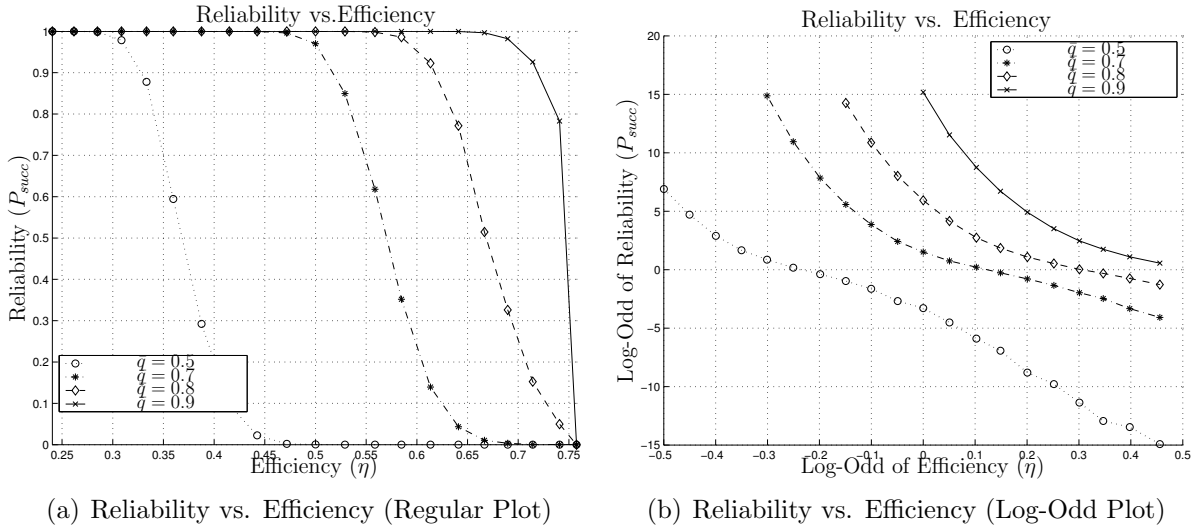 Reliability vs.Efficiency
Reliability (P_succ)
1
0.9
0.8
0.7
0.6
0.5
0.4
0.3
0.2
0.1
0
q̄ = 0.5
q̄ = 0.7
q̄ = 0.8
q̄ = 0.9
0.25 0.3 0.35 0.4 0.45 0.5 0.55 0.6 0.65 0.7 0.75
Efficiency (η)
(a) Reliability vs. Efficiency (Regular Plot)
Reliability vs. Efficiency
Log-Odd of Reliability (P_succ)
20
15
10
5
0
−5
−10
−15
q̄ = 0.5
q̄ = 0.7
q̄ = 0.8
q̄ = 0.9
−0.5 −0.4 −0.3 −0.2 −0.1 0.0 0.1 0.2 0.3 0.4 0.5
Log-Odd of Efficiency (η)
(b) Reliability vs. Efficiency (Log-Odd Plot)